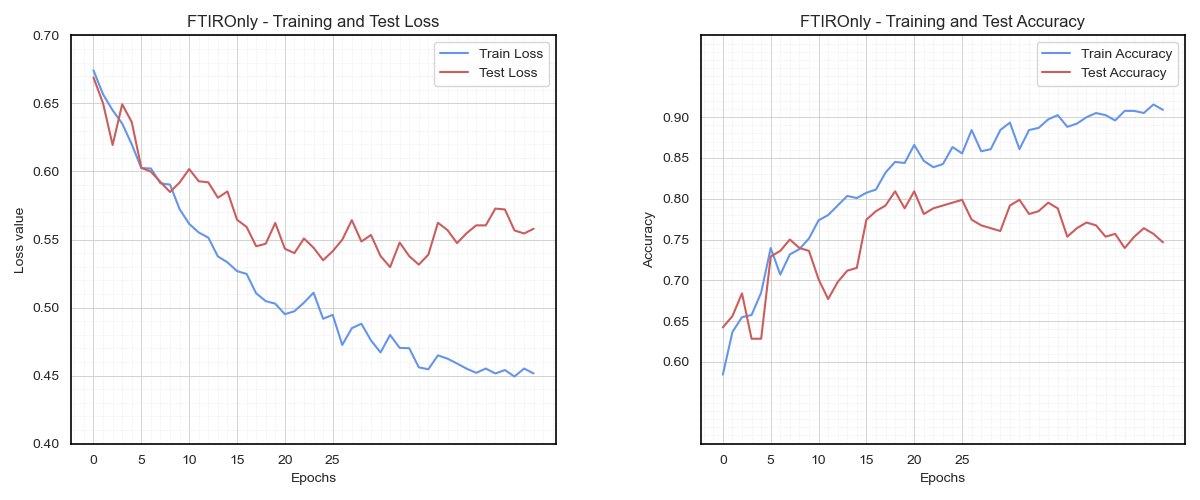 FTIROnly - Training and Test Loss
Train Loss
Test Loss
Loss value
0.70
0.65
0.60
0.55
0.50
0.45
0.40
0 5 10 15 20 25
Epochs
FTIROnly - Training and Test Accuracy
Train Accuracy
Test Accuracy
Accuracy
0.90
0.85
0.80
0.75
0.70
0.65
0.60
0 5 10 15 20 25
Epochs